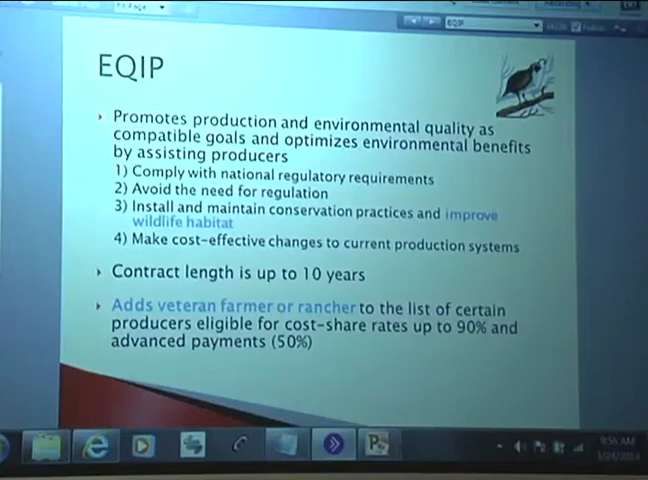 EQIP
EQIP
Promotes production and environmental quality as
compatible goals and optimizes environmental benefits
by assisting producers
1) Comply with national regulatory requirements
2) Avoid the need for regulation
3) Install and maintain conservation practices and improve
wildlife habitat
4) Make cost-effective changes to current production systems
Contract length is up to 10 years
Adds veteran farmer or rancher to the list of certain
producers eligible for cost-share rates up to 90% and
advanced payments (50%)
9:56 AM